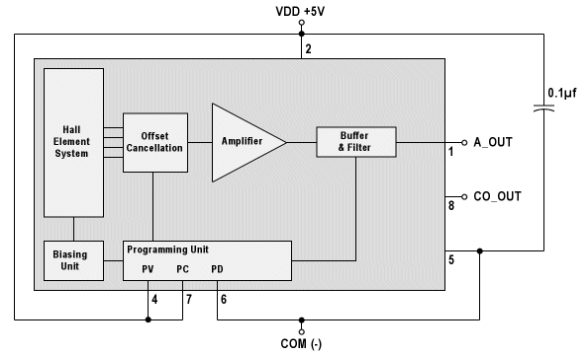 VDD +5V
2
0.1µf
Hall
Element
System
Offset
Cancellation
Amplifier
Buffer
& Filter
A_OUT
1
CO_OUT
8
Biasing
Unit
Programming Unit
PV PC PD
5
4 7 6
COM (-)